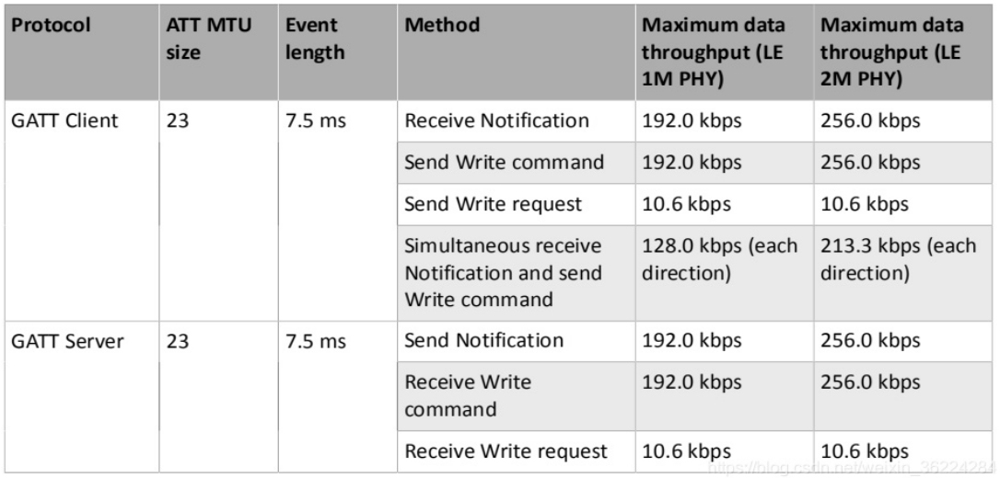 Protocol ATT MTU size Event length Method Maximum data throughput (LE 1M PHY) Maximum data throughput (LE 2M PHY)
GATT Client 23 7.5 ms Receive Notification 192.0 kbps 256.0 kbps
Send Write command 192.0 kbps 256.0 kbps
Send Write request 10.6 kbps 10.6 kbps
Simultaneous receive Notification and send Write command 128.0 kbps (each direction) 213.3 kbps (each direction)
GATT Server 23 7.5 ms Send Notification 192.0 kbps 256.0 kbps
Receive Write command 192.0 kbps 256.0 kbps
Receive Write request 10.6 kbps 10.6 kbps
https://blog.csdn.net/weixin_36224284